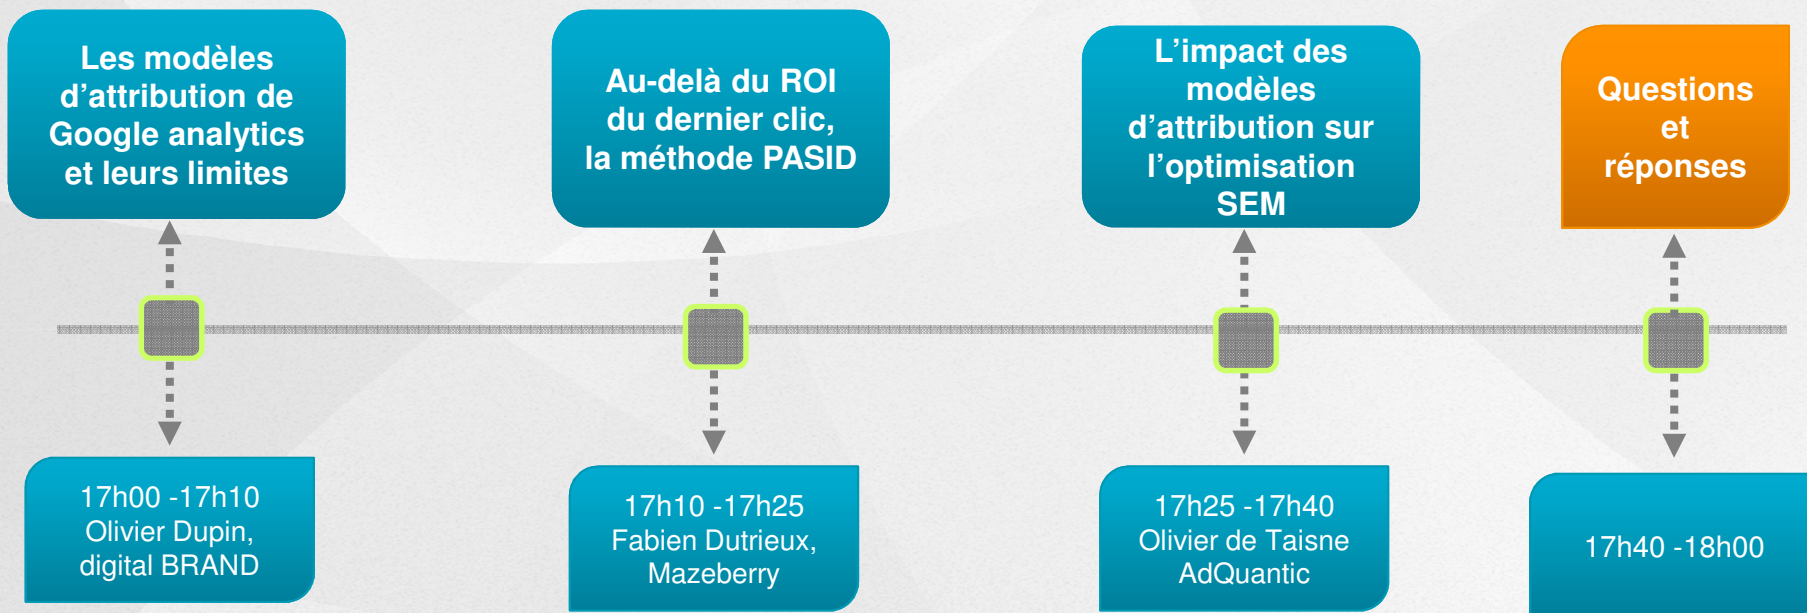 Les modèles
d'attribution de
Google analytics
et leurs limites
Au-delà du ROI
du dernier clic,
la méthode PASID
L'impact des
modèles
d'attribution sur
l'optimisation
SEM
Questions
et
réponses
17h00 -17h10
Olivier Dupin,
digital BRAND
17h10 -17h25
Fabien Dutrieux,
Mazeberry
17h25 -17h40
Olivier de Taisne
AdQuantic
17h40 -18h00